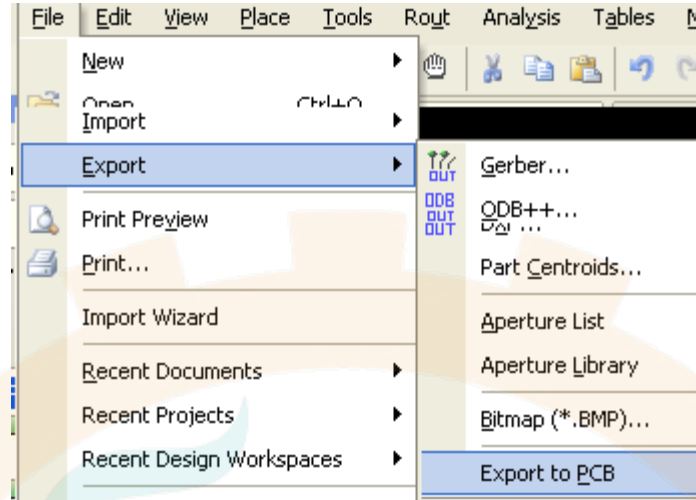 File Edit View Place Tools Rout Analysis Tables
New
Import
Export
Print Preview
Print...
Import Wizard
Recent Documents
Recent Projects
Recent Design Workspaces
OUT
Gerber...
ODB
OUT
OUT
ODB++...
Part Centroids...
Aperture List
Aperture Library
Bitmap (*.BMP)...
Export to PCB